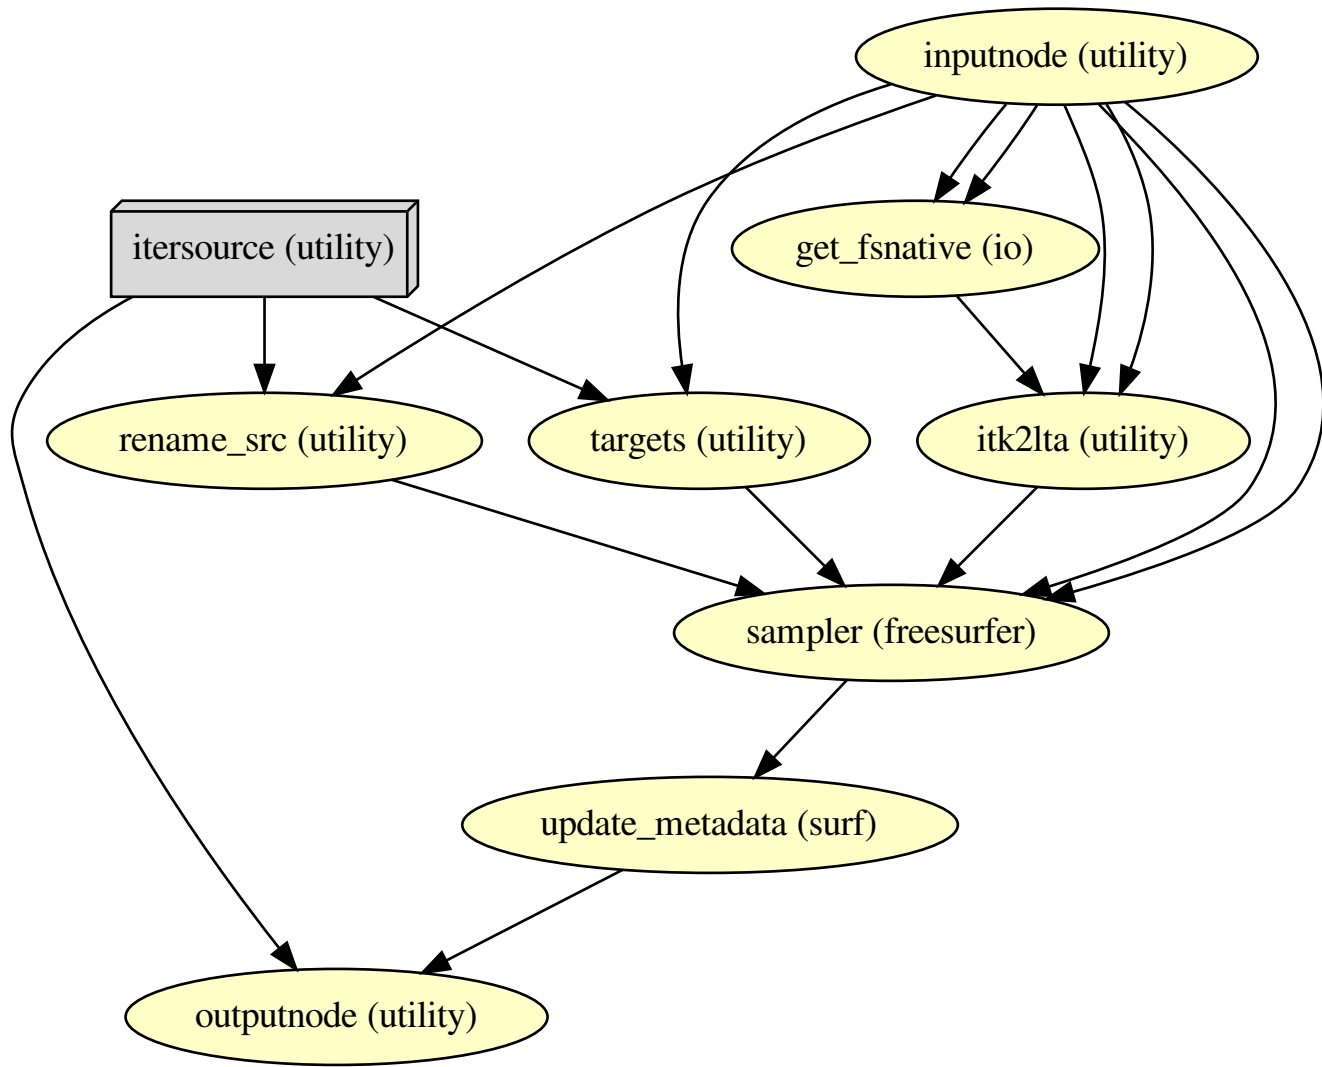 inputnode (utility)
itersource (utility)
get_fsnative (io)
rename_src (utility)
targets (utility)
itk2lta (utility)
sampler (freesurfer)
update_metadata (surf)
outputnode (utility)